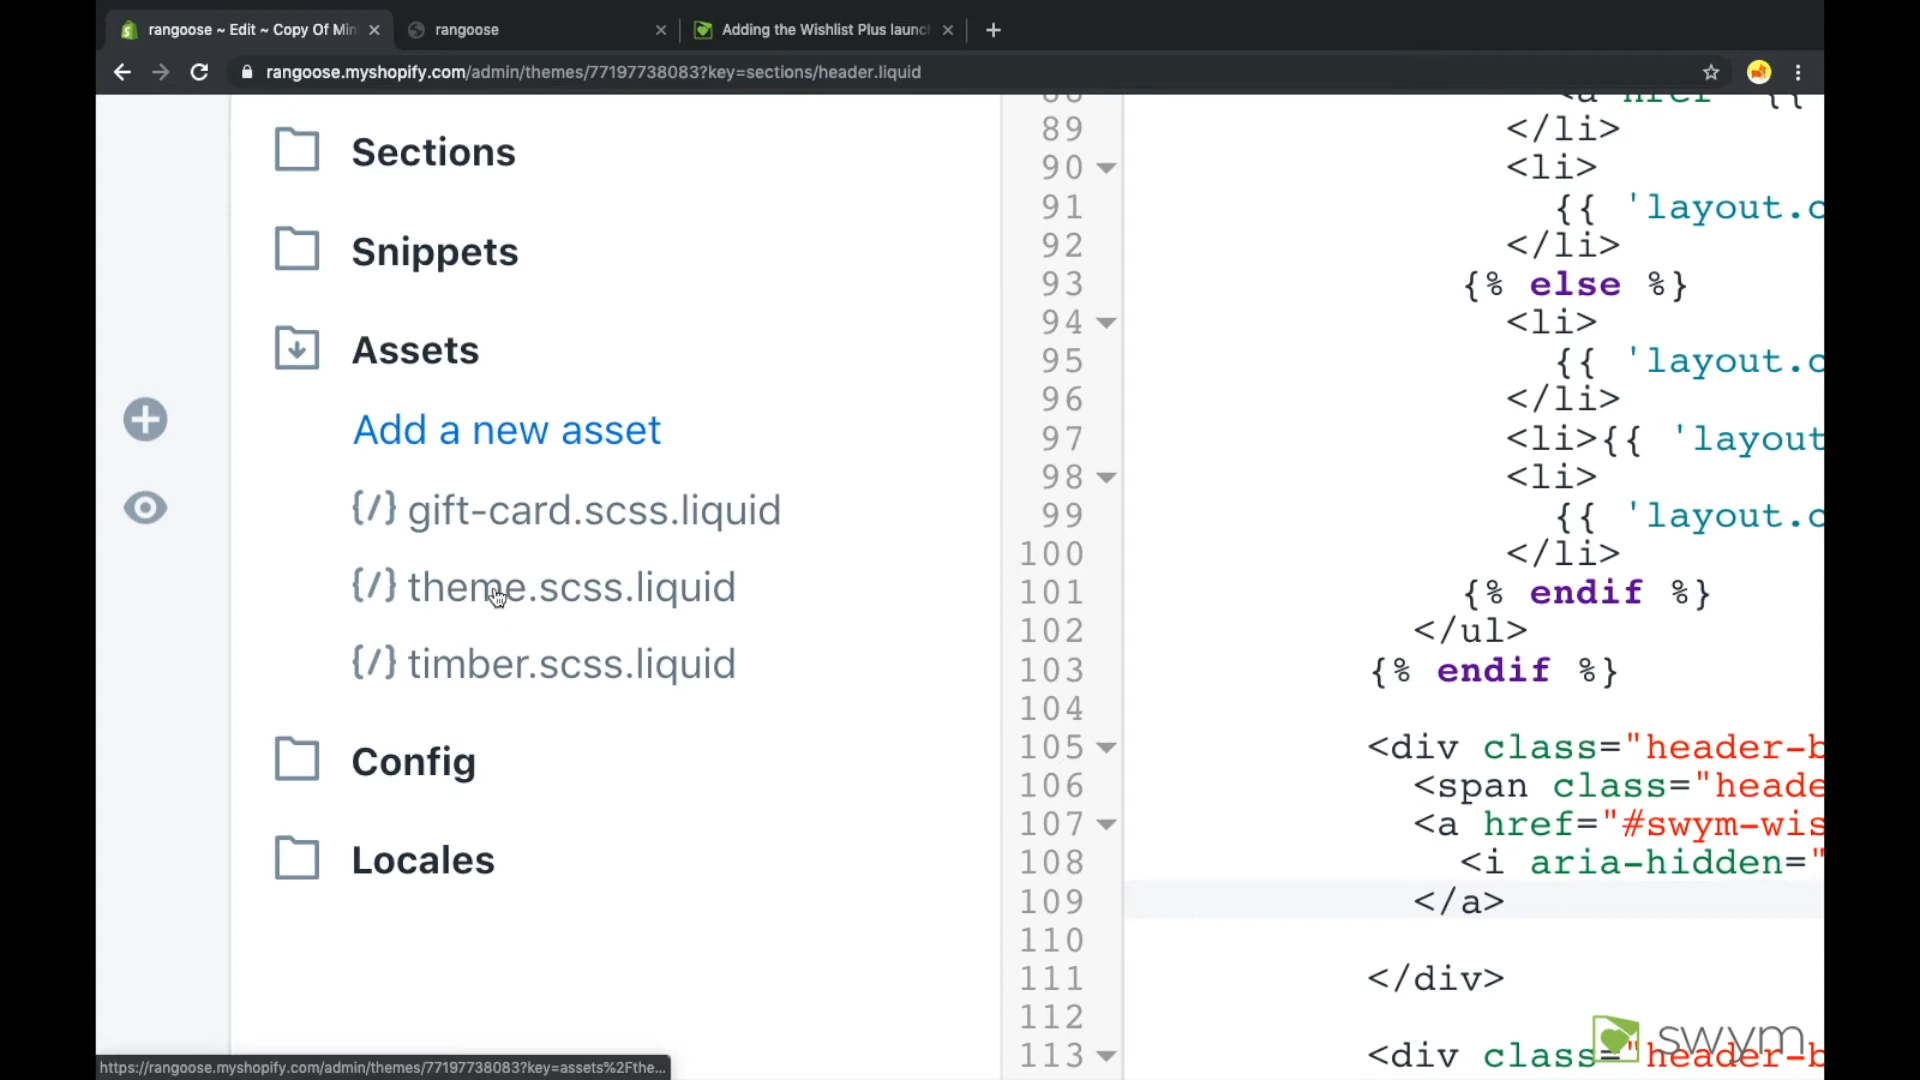 rangoose ~ Edit ~ Copy Of Min
rangoose
Adding the Wishlist Plus launc
rangoose.myshopify.com/admin/themes/77197738083?key=sections/header.liquid
Sections
Snippets
Assets
Add a new asset
{/} gift-card.scss.liquid
{/} theme.scss.liquid
{/} timber.scss.liquid
Config
Locales
88 <a href="{{
89 </li>
90 <li>
91 {{ 'layout.c
92 </li>
93 {% else %}
94 <li>
95 {{ 'layout.c
96 </li>
97 <li>{{ 'layout
98 <li>
99 {{ 'layout.c
100 </li>
101 {% endif %}
102 </ul>
103 {% endif %}
104
105 <div class="header-b
106 <span class="heade
107 <a href="#swym-wis
108 <i aria-hidden="
109 </a>
110
111 </div>
112
113 <div class="header-b
swym
https://rangoose.myshopify.com/admin/themes/77197738083?key=assets%2Fthe...